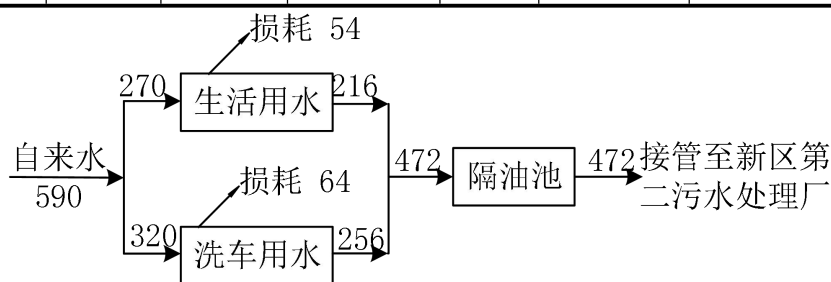 损耗 54
270
生活用水
216
自来水
590
损耗 64
472
隔油池
472
接管至新区第
二污水处理厂
320
洗车用水
256